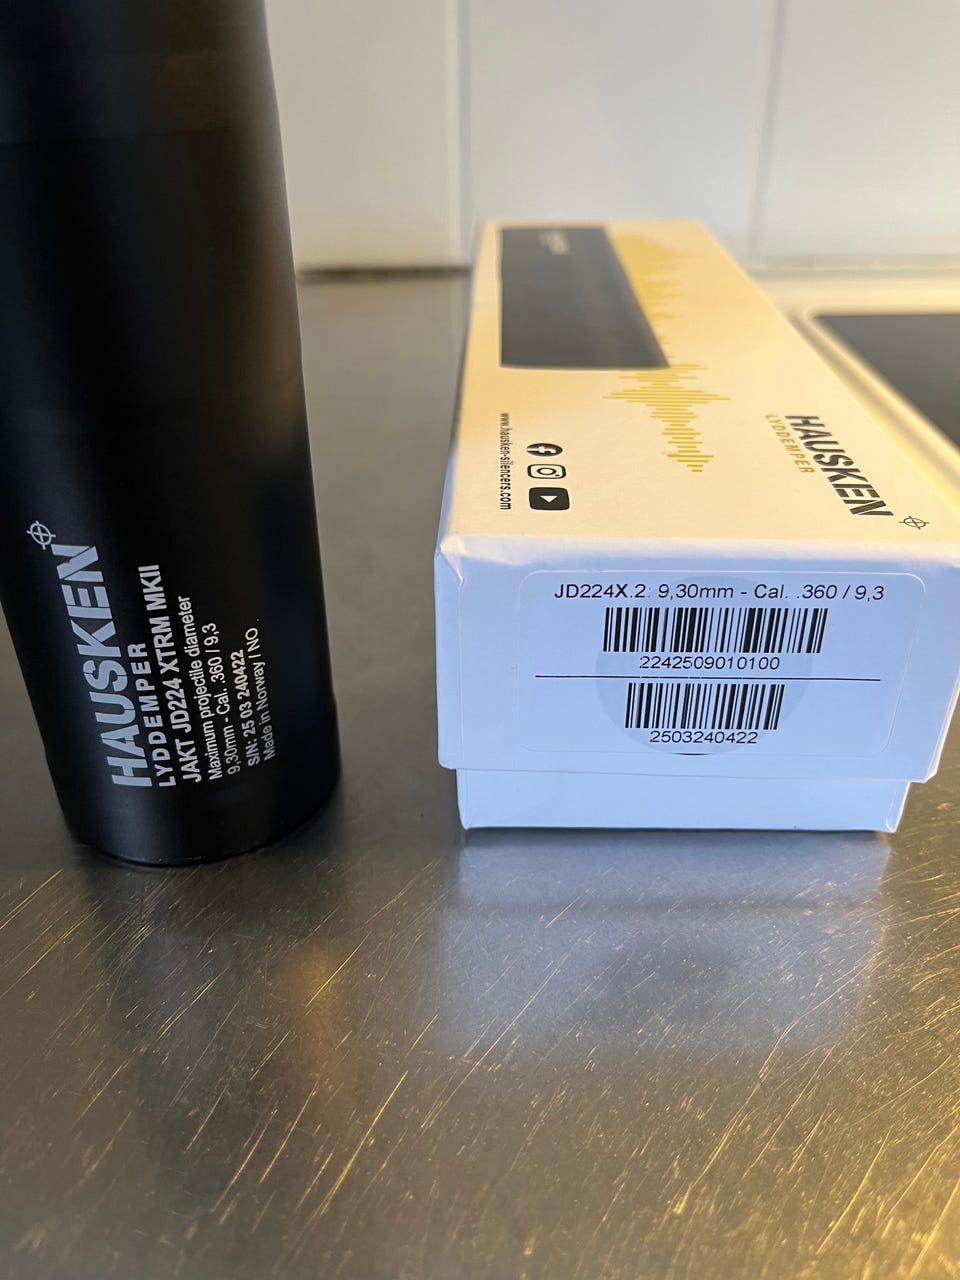 HAUSKEN
LYDDEMPER
JAKT JD224 XTRM MKII
Maximum projectile diameter
9,30mm - Cal. .360 / 9,3
S/N: 25 03 240422
Made in Norway / NO
www.hausken-silencers.com
HAUSKEN
LYDDEMPER
JD224X.2: 9,30mm - Cal. .360 / 9,3
2242509010100
2503240422